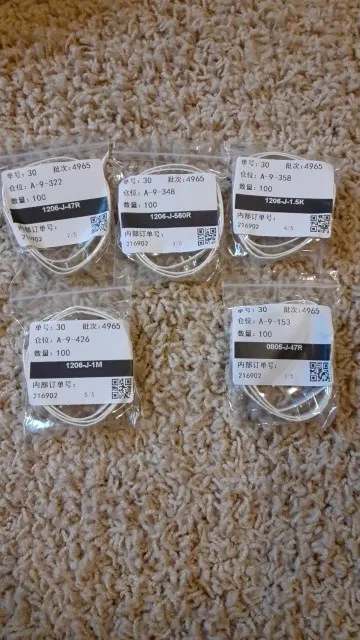 单号: 30 批次: 4965
仓位: A-9-322
数量: 100
1206-J-47R
内部订单号:
216902 2/5
单号: 30 批次: 4965
仓位: A-9-348
数量: 100
1206-J-560R
内部订单号:
216902 3/5
单号: 30 批次: 4965
仓位: A-9-358
数量: 100
1206-J-1.5K
内部订单号:
216902 4/5
单号: 30 批次: 4965
仓位: A-9-426
数量: 100
1206-J-1M
内部订单号:
216902 5/5
单号: 30 批次: 4965
仓位: A-9-153
数量: 100
0805-J-47R
内部订单号:
216902 1/5